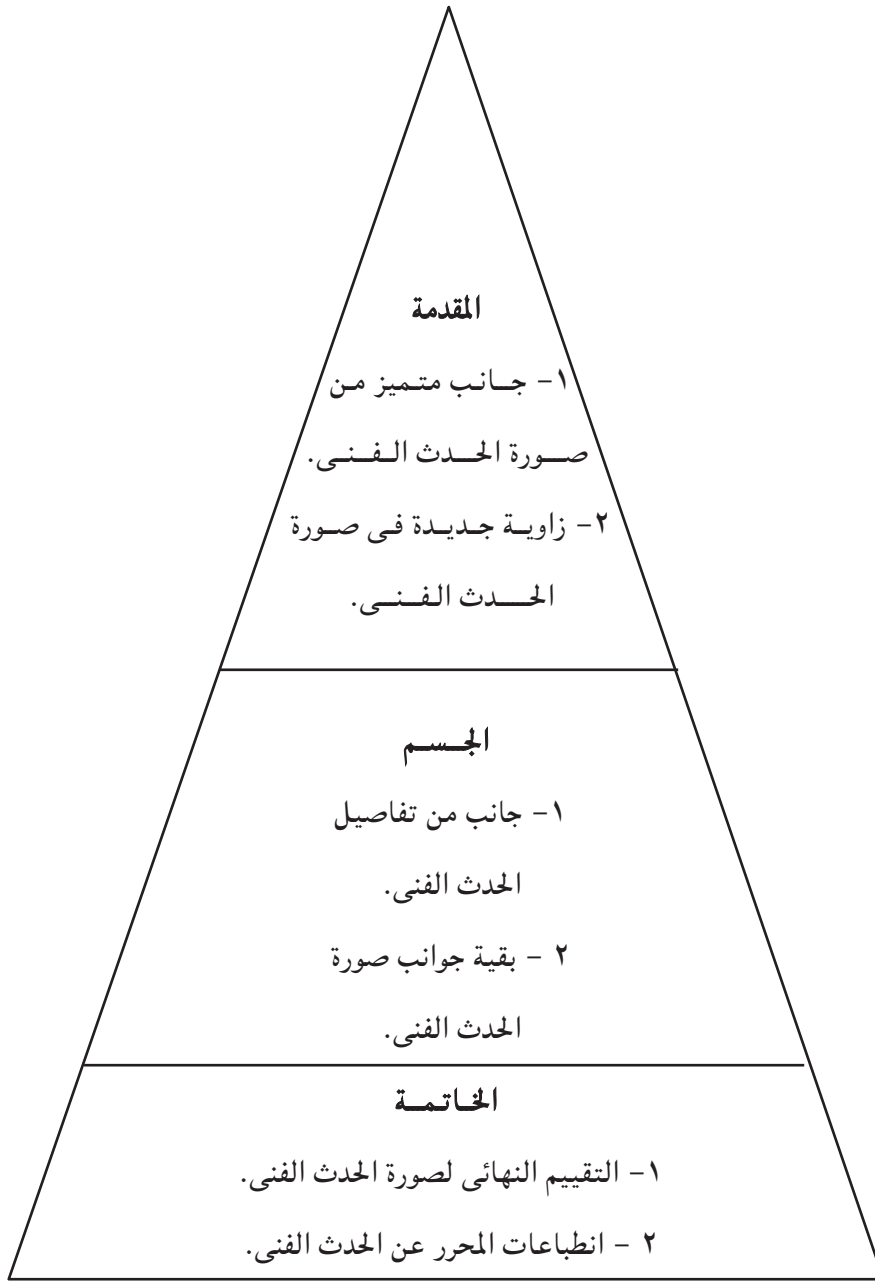 المقدمة
١- جانب متميز من
صورة الحدث الفنى.
٢- زاوية جديدة فى صورة
الحدث الفنى.
الجسم
١- جانب من تفاصيل
الحدث الفنى.
٢ - بقية جوانب صورة
الحدث الفنى.
الخاتمة
١- التقييم النهائى لصورة الحدث الفنى.
٢ - انطباعات المحرر عن الحدث الفنى.